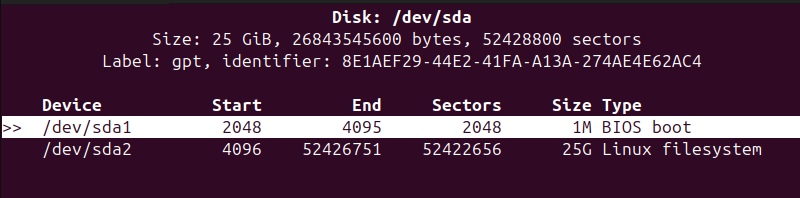 Disk: /dev/sda
Size: 25 GiB, 26843545600 bytes, 52428800 sectors
Label: gpt, identifier: 8E1AEF29-44E2-41FA-A13A-274AE4E62AC4
Device Start End Sectors Size Type
>> /dev/sda1 2048 4095 2048 1M BIOS boot
/dev/sda2 4096 52426751 52422656 25G Linux filesystem